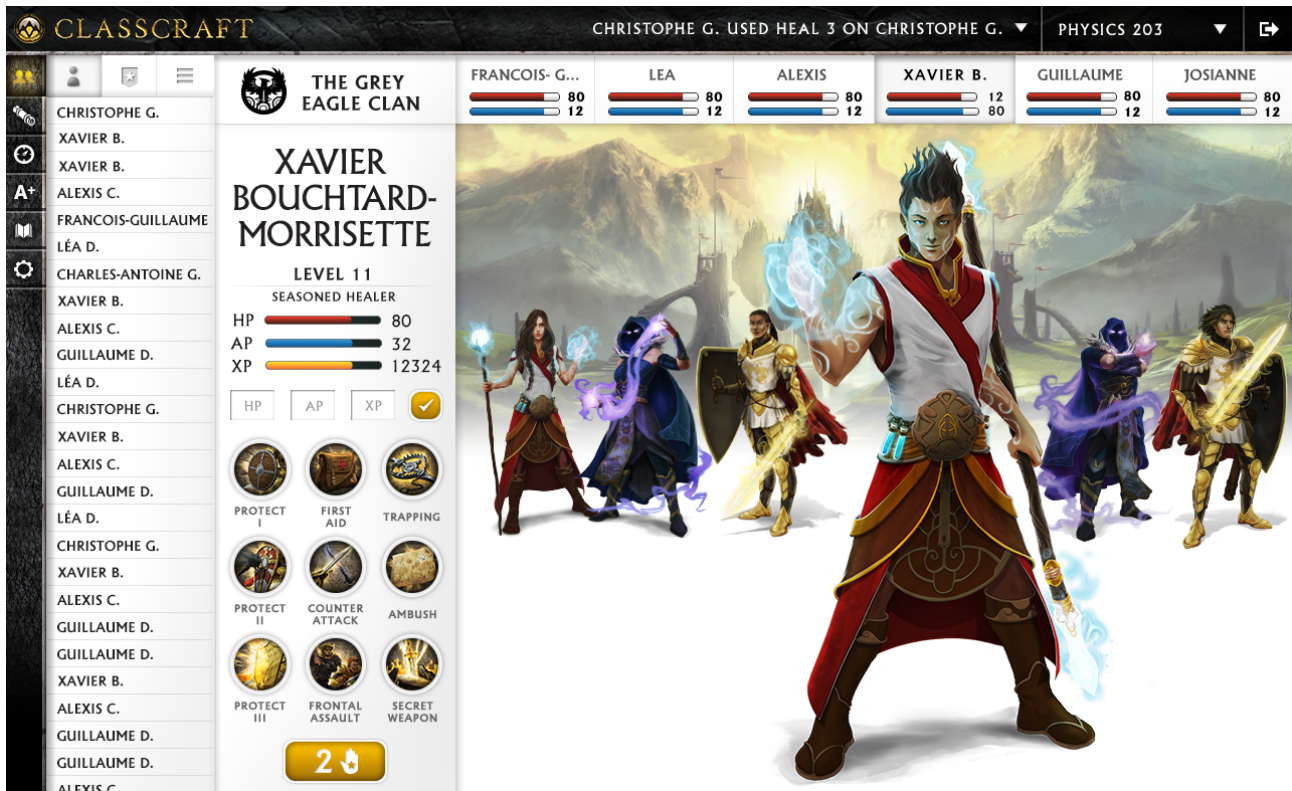 CLASSCRAFT
CHRISTOPHE G. USED HEAL 3 ON CHRISTOPHE G.
PHYSICS 203
A+
CHRISTOPHE G.
XAVIER B.
XAVIER B.
ALEXIS C.
FRANCOIS-GUILLAUME
LÉA D.
CHARLES-ANTOINE G.
XAVIER B.
ALEXIS C.
GUILLAUME D.
LÉA D.
CHRISTOPHE G.
XAVIER B.
ALEXIS C.
GUILLAUME D.
LÉA D.
CHRISTOPHE G.
XAVIER B.
ALEXIS C.
GUILLAUME D.
GUILLAUME D.
XAVIER B.
ALEXIS C.
GUILLAUME D.
GUILLAUME D.
ALEXIS C.
THE GREY
EAGLE CLAN
XAVIER
BOUCHTARD-
MORRISETTE
LEVEL 11
SEASONED HEALER
HP 80
AP 32
XP 12324
HP AP XP
PROTECT
I
FIRST
AID
TRAPPING
PROTECT
II
COUNTER
ATTACK
AMBUSH
PROTECT
III
FRONTAL
ASSAULT
SECRET
WEAPON
2
FRANCOIS- G...
80
12
LEA
80
12
ALEXIS
80
12
XAVIER B.
12
80
GUILLAUME
80
12
JOSIANNE
80
12